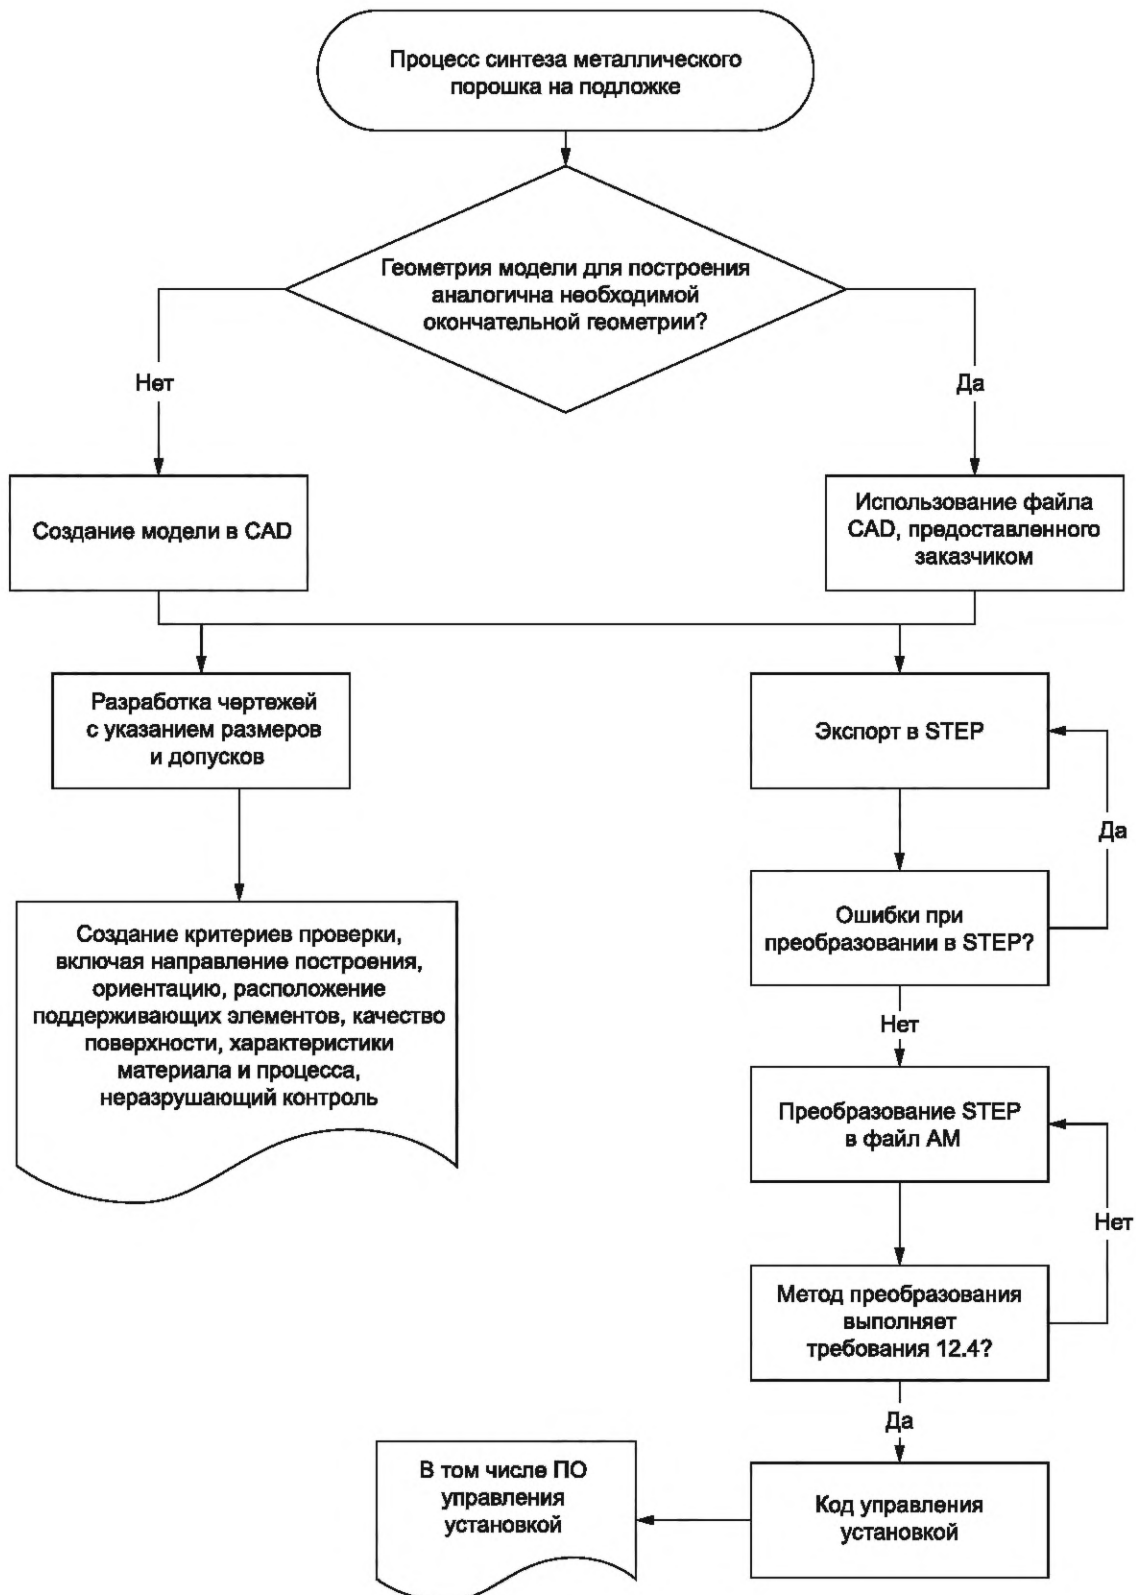 Процесс синтеза металлического
порошка на подложке
Геометрия модели для построения
аналогична необходимой
окончательной геометрии?
Нет
Да
Создание модели в CAD
Использование файла
CAD, предоставленного
заказчиком
Разработка чертежей
с указанием размеров
и допусков
Экспорт в STEP
Да
Создание критериев проверки,
включая направление построения,
ориентацию, расположение
поддерживающих элементов, качество
поверхности, характеристики
материала и процесса,
неразрушающий контроль
Ошибки при
преобразовании в STEP?
Нет
Преобразование STEP
в файл AM
Нет
Метод преобразования
выполняет
требования 12.4?
Да
В том числе ПО
управления
установкой
Код управления
установкой